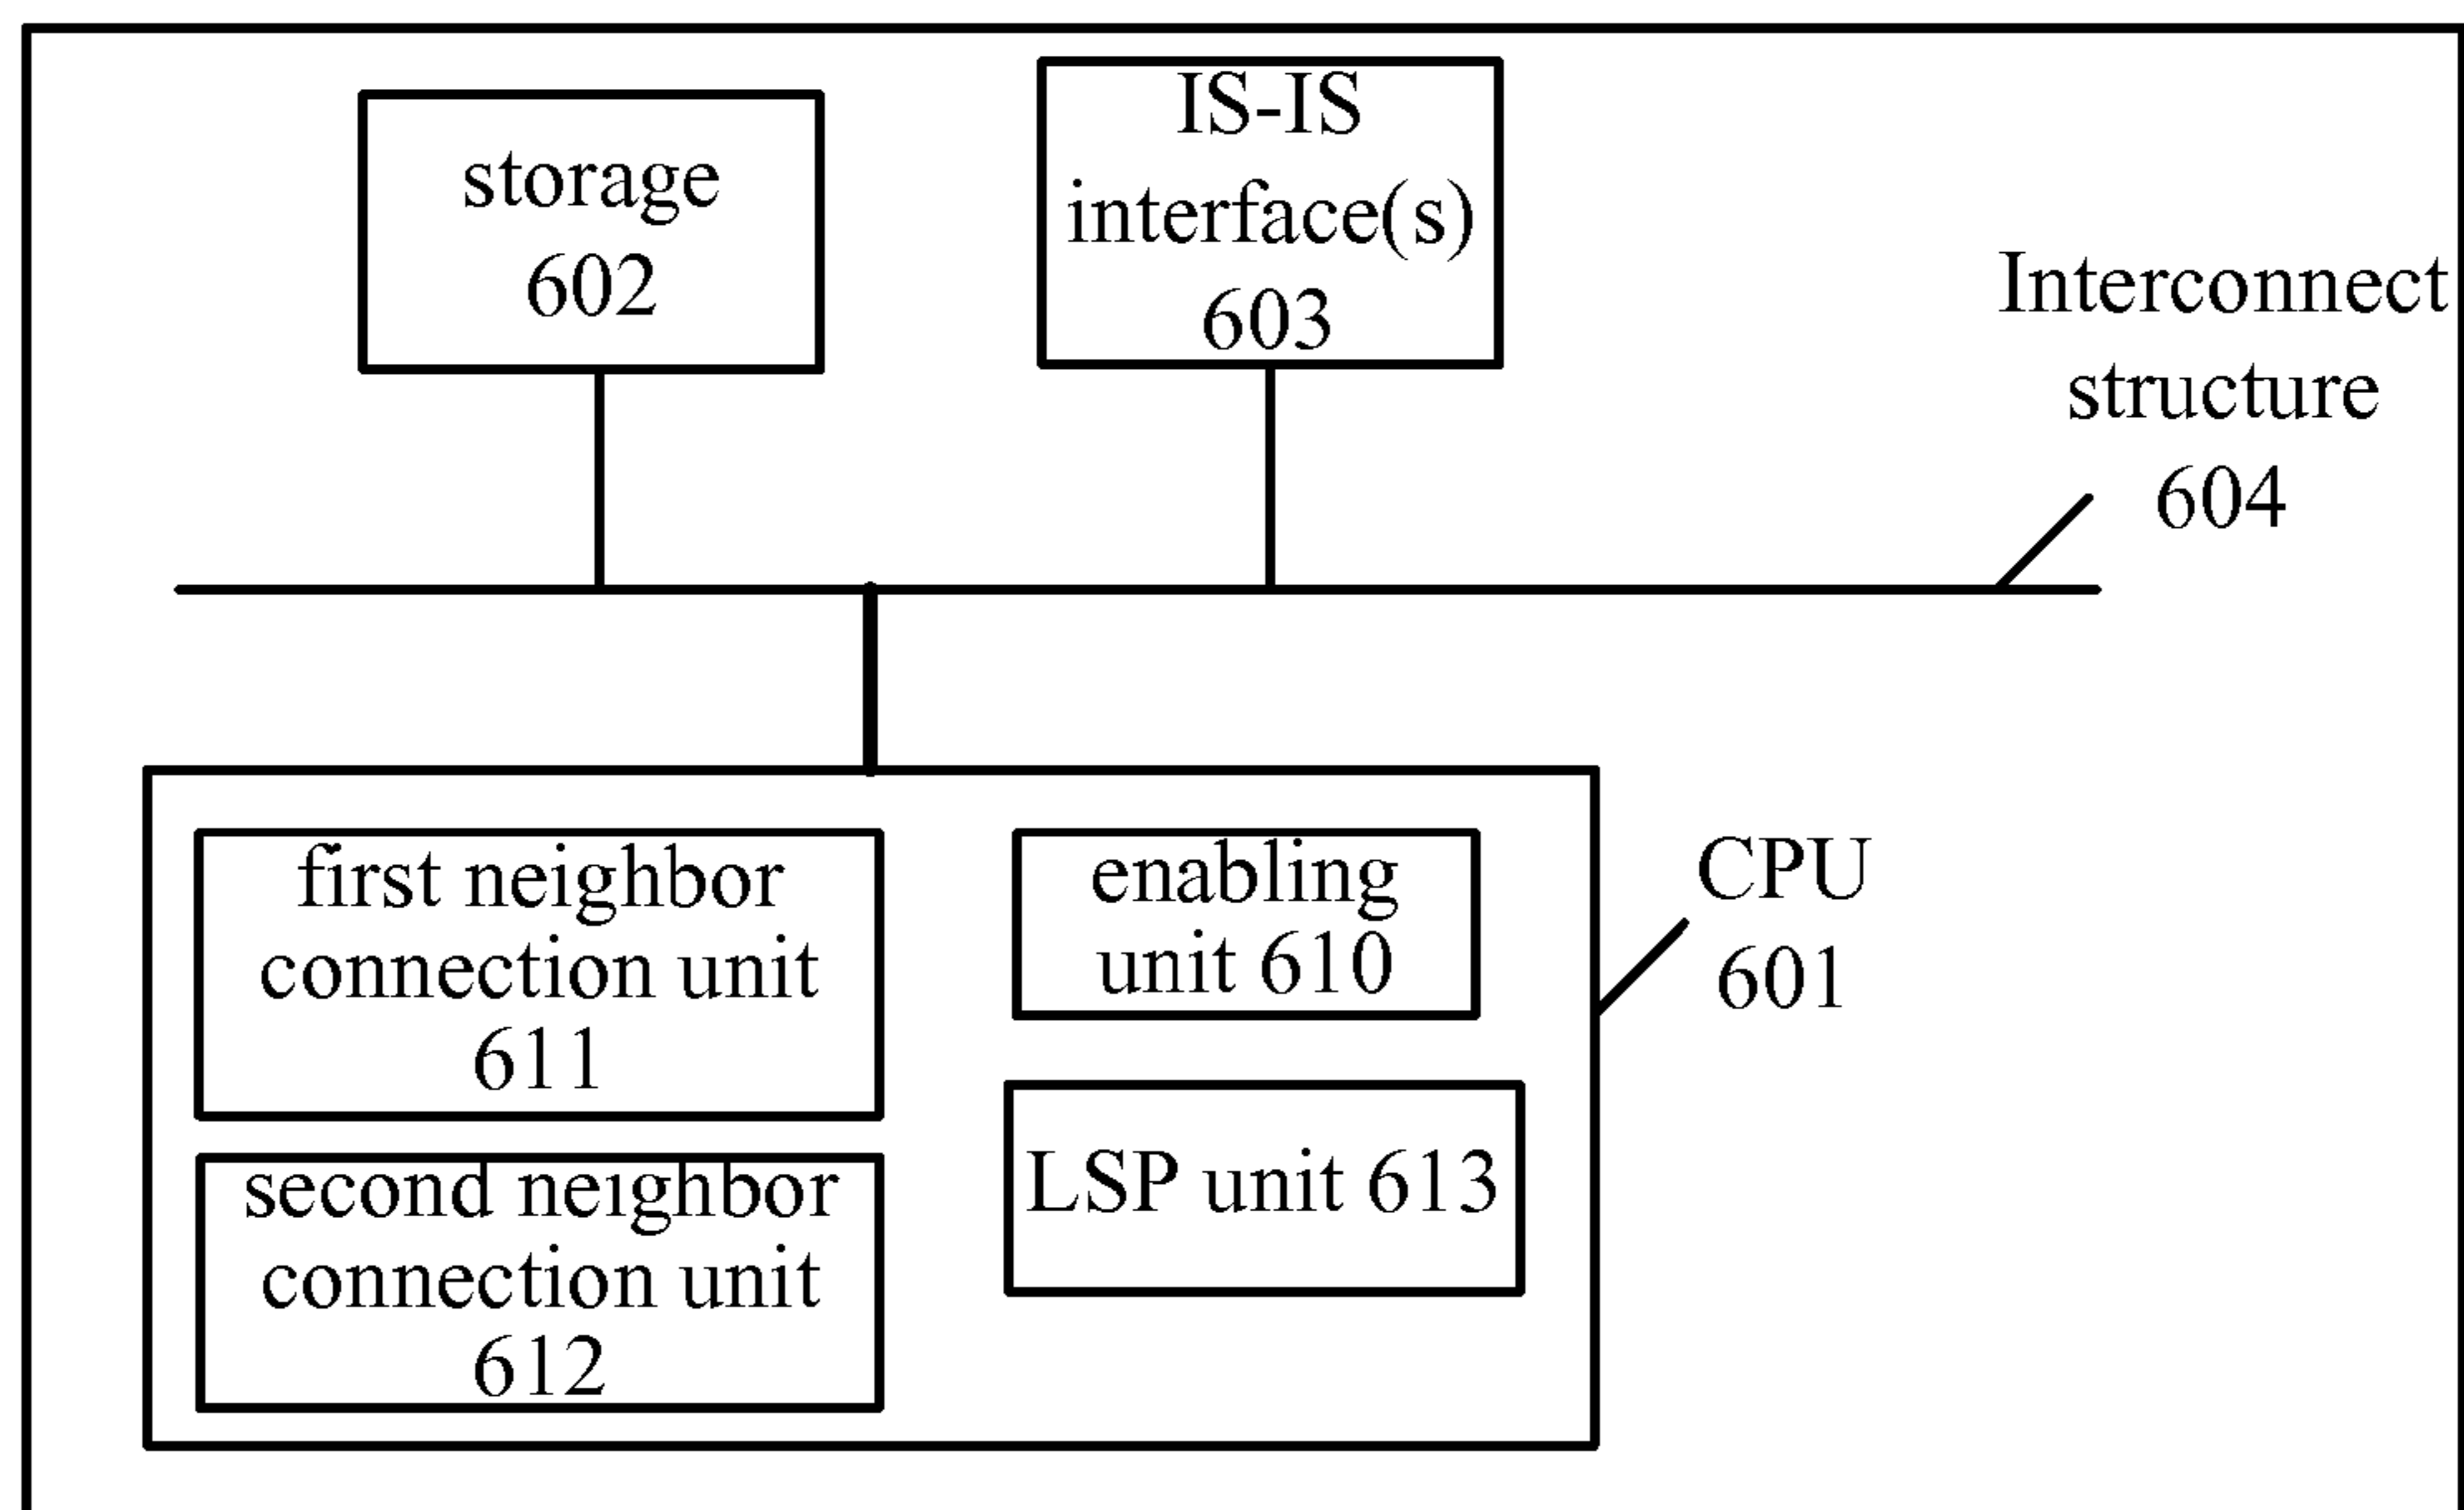 storage
602
IS-IS
interface(s)
603
Interconnect
structure
604
first neighbor
connection unit
611
enabling
unit 610
CPU
601
second neighbor
connection unit
612
LSP unit 613